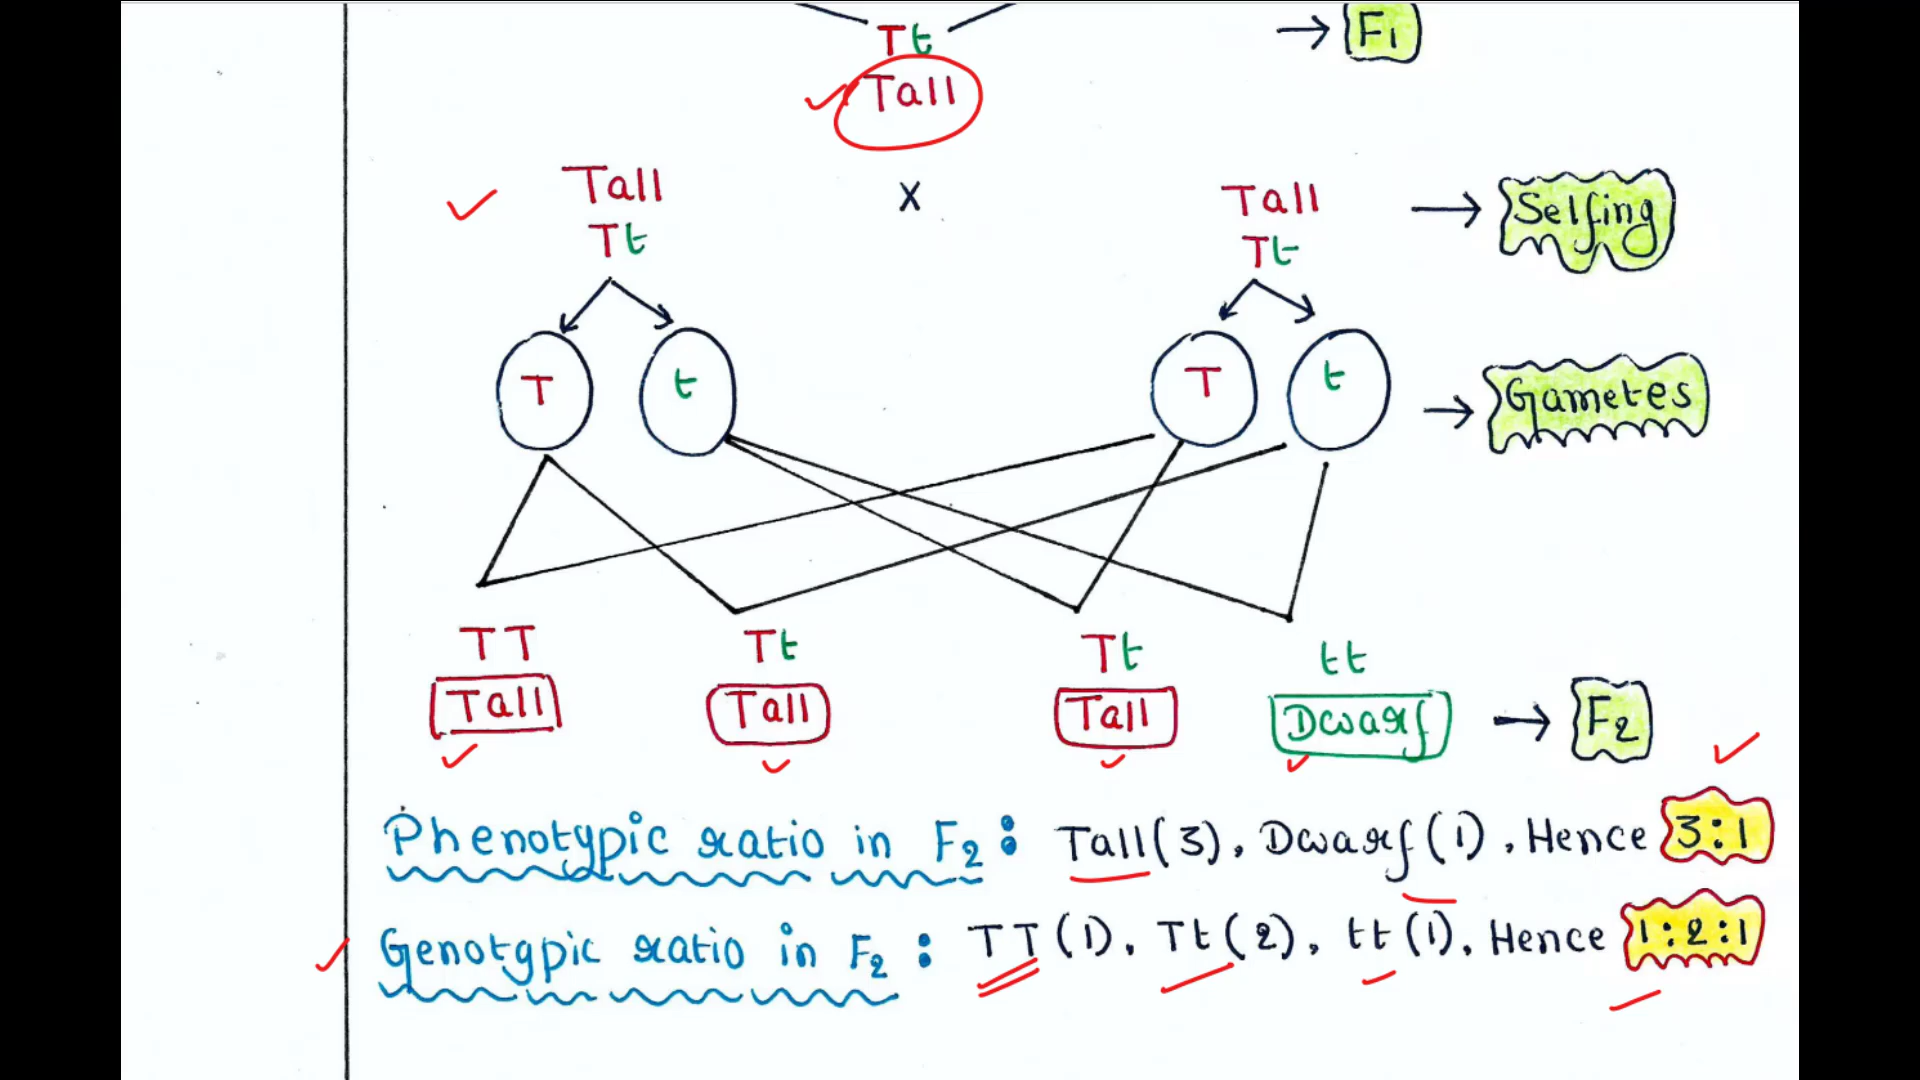 Tt → F1
Tall
Tall x Tall → Selfing
Tt Tt
T t T t → Gametes
TT Tt Tt tt
Tall Tall Tall Dwarf → F2
Phenotypic ratio in F2 : Tall(3), Dwarf(1), Hence 3:1
Genotypic ratio in F2 : TT(1), Tt(2), tt(1), Hence 1:2:1